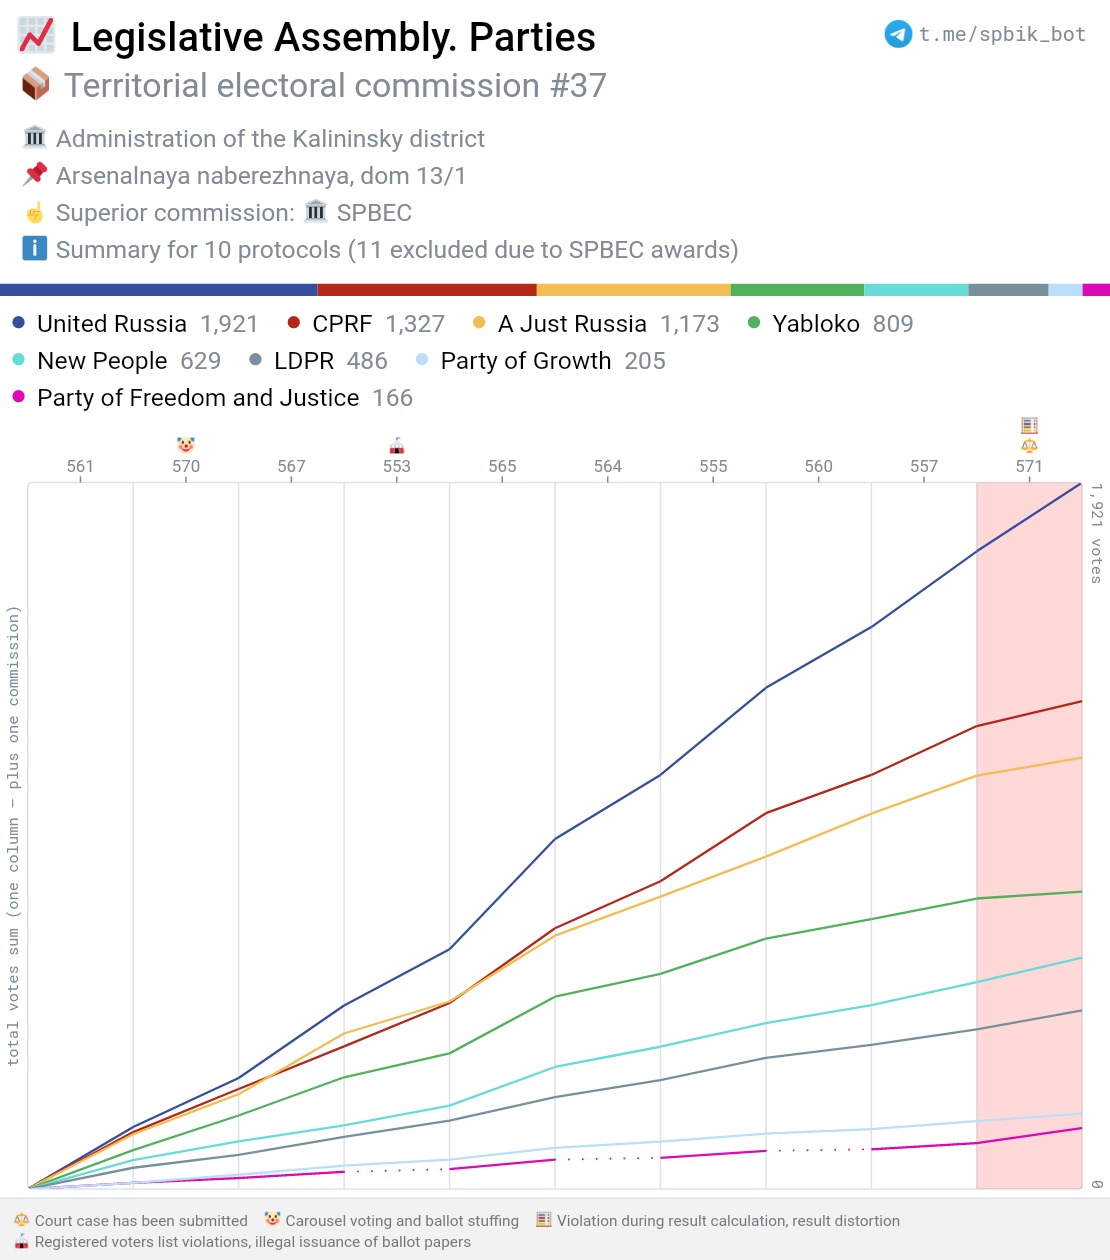 Legislative Assembly. Parties
t.me/spbik_bot
Territorial electoral commission #37
Administration of the Kalininsky district
Arsenalnaya naberezhnaya, dom 13/1
Superior commission: SPBEC
Summary for 10 protocols (11 excluded due to SPBEC awards)
United Russia 1,921 CPRF 1,327 A Just Russia 1,173 Yabloko 809
New People 629 LDPR 486 Party of Growth 205
Party of Freedom and Justice 166
561 570 567 553 565 564 555 560 557 571
1,921 votes
total votes sum (one column — plus one commission)
0
Court case has been submitted Carousel voting and ballot stuffing Violation during result calculation, result distortion
Registered voters list violations, illegal issuance of ballot papers